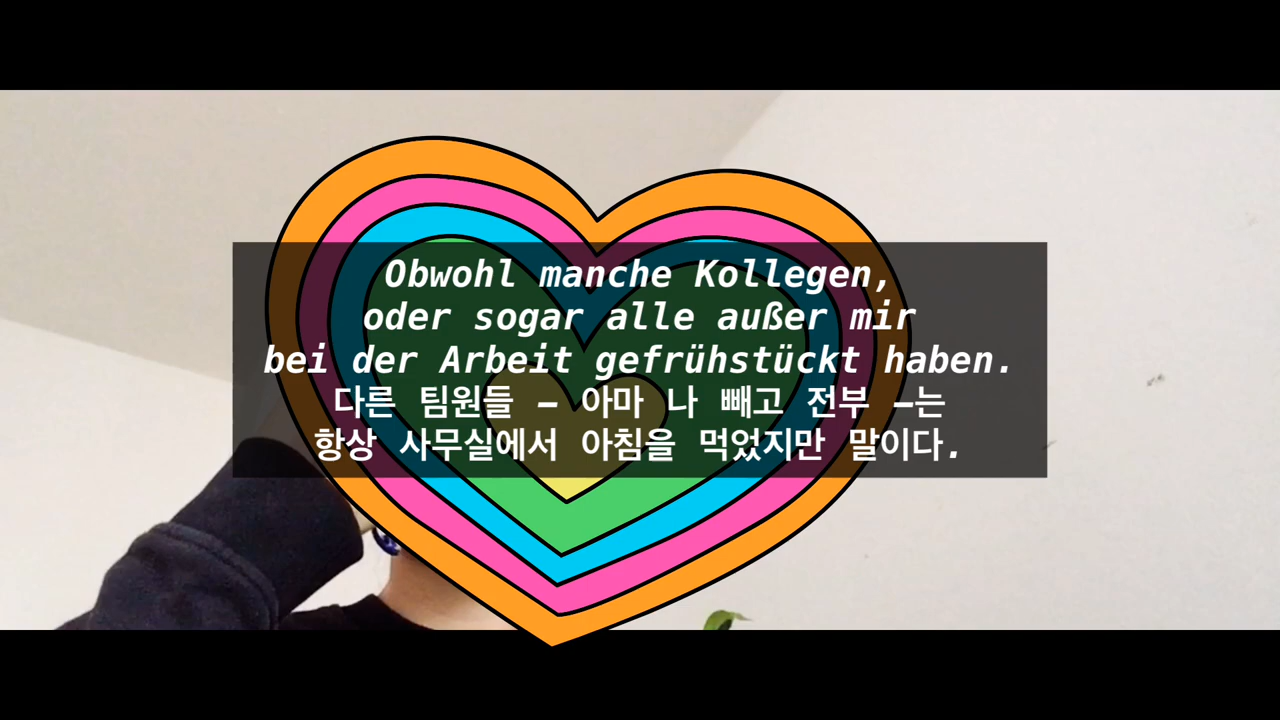 Obwohl manche Kollegen,
oder sogar alle außer mir
bei der Arbeit gefrühstückt haben.
다른 팀원들 – 아마 나 빼고 전부 –는
항상 사무실에서 아침을 먹었지만 말이다.